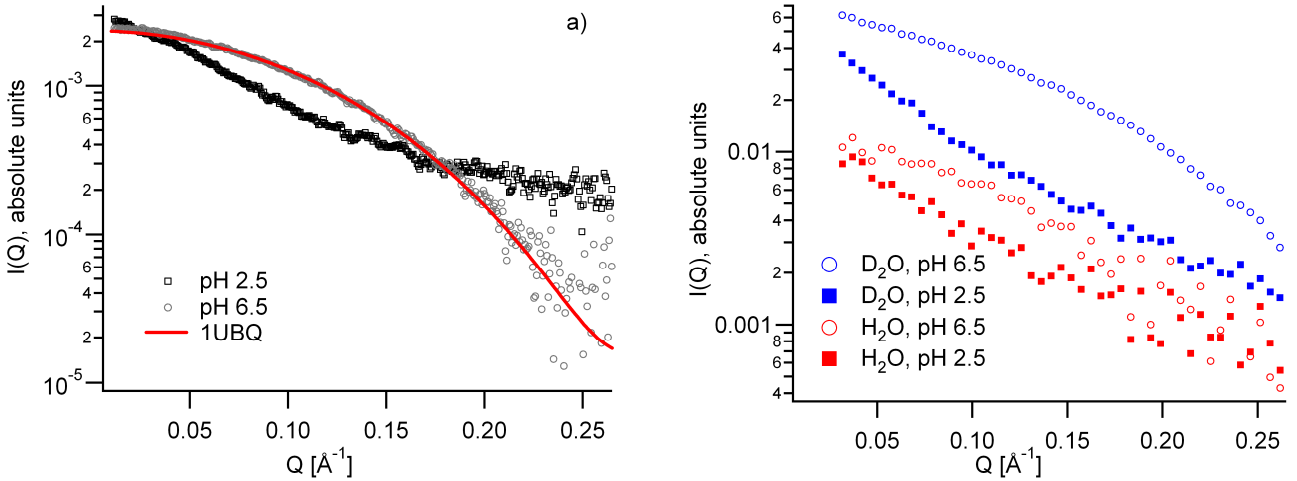 a)
I(Q), absolute units
2
10⁻³
8
6
4
2
10⁻⁴
8
6
4
2
10⁻⁵
pH 2.5
pH 6.5
1UBQ
0.05 0.10 0.15 0.20 0.25
Q [Å⁻¹]
I(Q), absolute units
6
4
2
0.01
8
6
4
2
0.001
8
6
4
D₂O, pH 6.5
D₂O, pH 2.5
H₂O, pH 6.5
H₂O, pH 2.5
0.05 0.10 0.15 0.20 0.25
Q [Å⁻¹]